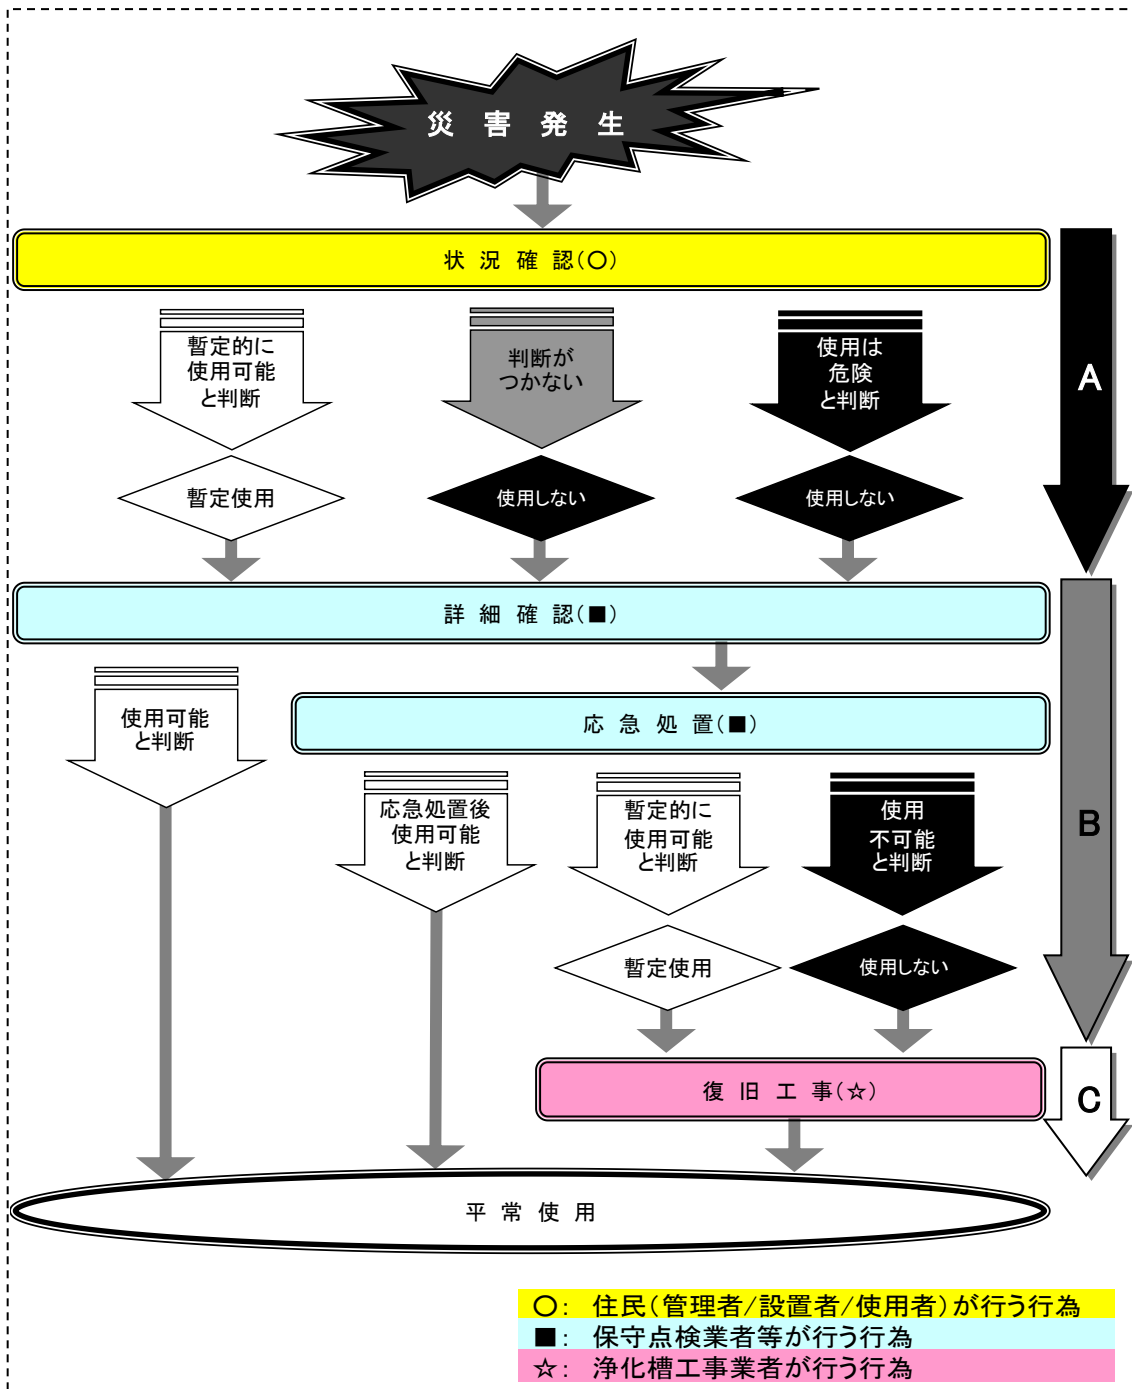 災 害 発 生
状 況 確 認(○)
暫定的に
使用可能
と判断
判断が
つかない
使用は
危険
と判断
A
暫定使用
使用しない
使用しない
詳 細 確 認(■)
使用可能
と判断
応 急 処 置(■)
応急処置後
使用可能
と判断
暫定的に
使用可能
と判断
使用
不可能
と判断
B
暫定使用
使用しない
復 旧 工 事(☆)
C
平 常 使 用
○: 住民(管理者/設置者/使用者)が行う行為
■: 保守点検業者等が行う行為
☆: 浄化槽工事業者が行う行為